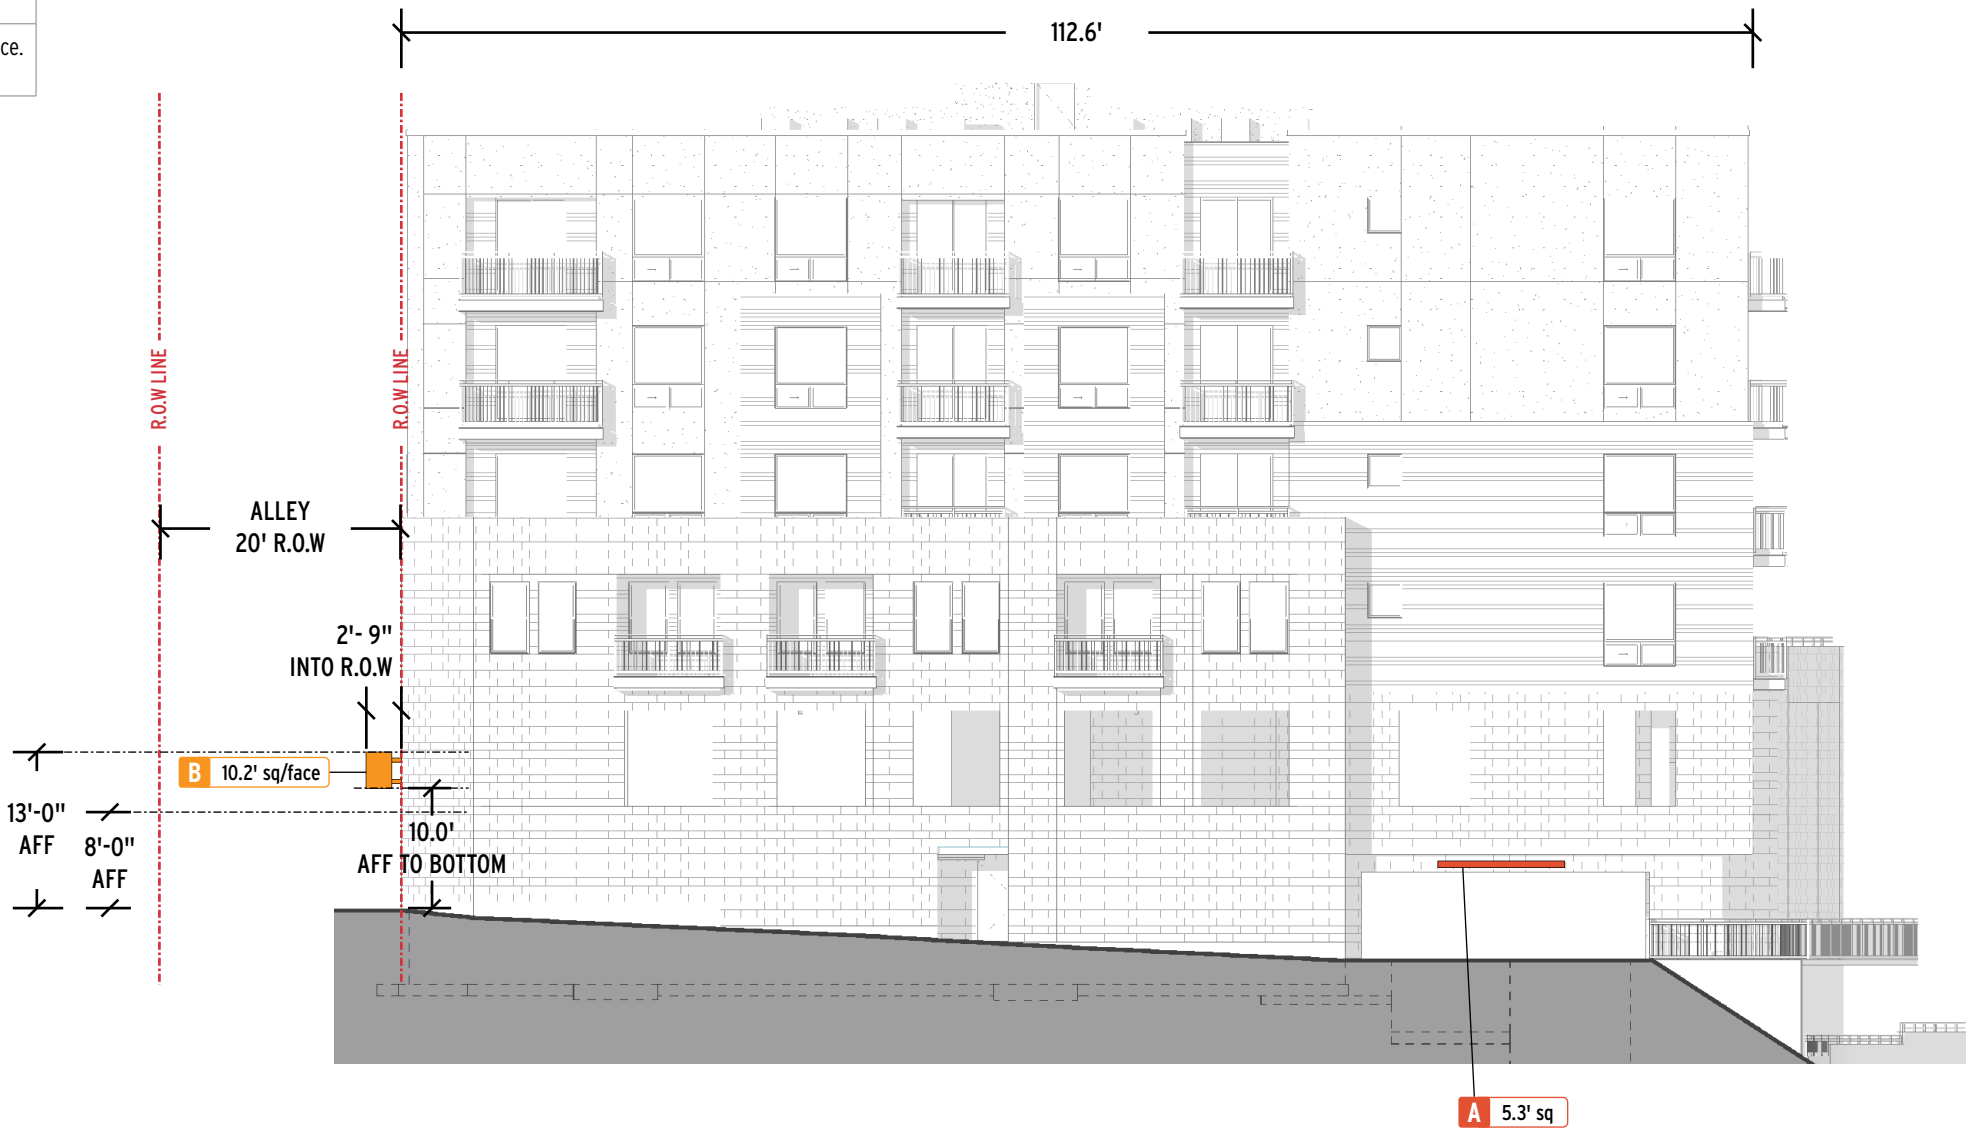 ce.
112.6'
R.O.W LINE
R.O.W LINE
ALLEY
20' R.O.W
2'- 9"
INTO R.O.W
B 10.2' sq/face
13'-0"
AFF
8'-0"
AFF
10.0'
AFF TO BOTTOM
A 5.3' sq